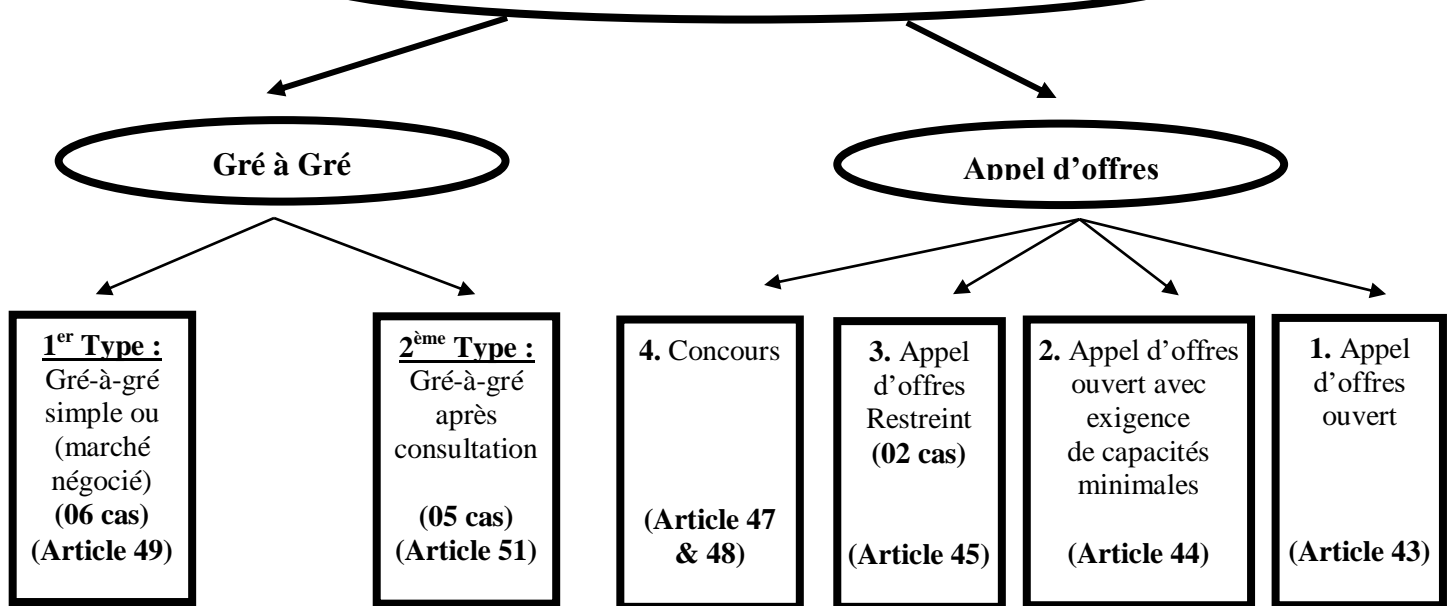 Gré à Gré
Appel d’offres
1er Type :
Gré-à-gré
simple ou
(marché
négocié)
(06 cas)
(Article 49)
2ème Type :
Gré-à-gré
après
consultation
(05 cas)
(Article 51)
4. Concours
(Article 47
& 48)
3. Appel
d’offres
Restreint
(02 cas)
(Article 45)
2. Appel d’offres
ouvert avec
exigence
de capacités
minimales
(Article 44)
1. Appel
d’offres
ouvert
(Article 43)